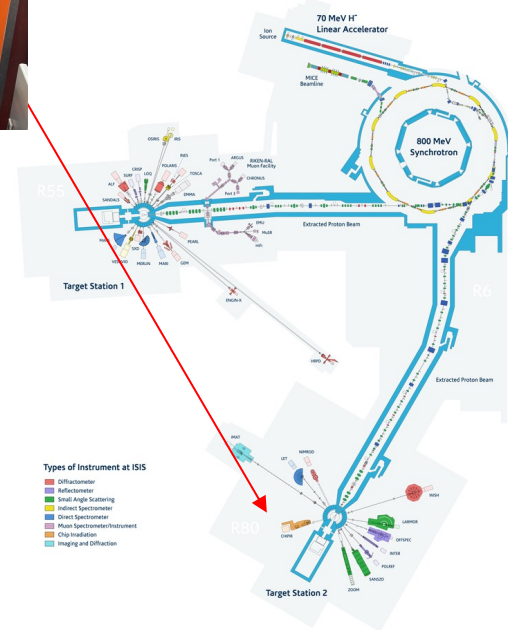 70 MeV H⁻
Linear Accelerator
Ion
Source
MICE
Beamline
800 MeV
Synchrotron
OSIRIS
IRIS
INES
POLARIS
TOSCA
CRISP
LOQ
SURF
ALF
SANDALS
EMMA
Port 1
ARGUS
RIKEN-RAL
Muon Facility
CHRONUS
Port 2
R55
Extracted Proton Beam
EMU
MuSR
HIFI
PEARL
SXD
MERLIN
MARI
GEM
Target Station 1
R6
ENGIN-X
HRPD
Extracted Proton Beam
IMAT
LET
NIMROD
Types of Instrument at ISIS
Diffractometer
Reflectometer
Small Angle Scattering
Indirect Spectrometer
Direct Spectrometer
Muon Spectrometer/Instrument
Chip Irradiation
Imaging and Diffraction
WISH
R80
CHIPIR
LARMOR
OFFSPEC
INTER
POLREF
SANS2D
ZOOM
Target Station 2